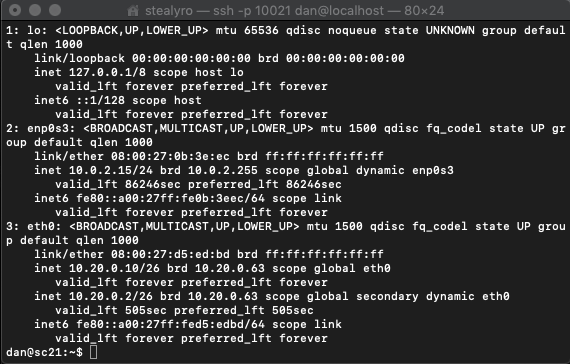 stealyro — ssh -p 10021 dan@localhost — 80×24
1: lo: <LOOPBACK,UP,LOWER_UP> mtu 65536 qdisc noqueue state UNKNOWN group defaul
t qlen 1000
    link/loopback 00:00:00:00:00:00 brd 00:00:00:00:00:00
    inet 127.0.0.1/8 scope host lo
       valid_lft forever preferred_lft forever
    inet6 ::1/128 scope host
       valid_lft forever preferred_lft forever
2: enp0s3: <BROADCAST,MULTICAST,UP,LOWER_UP> mtu 1500 qdisc fq_codel state UP gr
oup default qlen 1000
    link/ether 08:00:27:0b:3e:ec brd ff:ff:ff:ff:ff:ff
    inet 10.0.2.15/24 brd 10.0.2.255 scope global dynamic enp0s3
       valid_lft 86246sec preferred_lft 86246sec
    inet6 fe80::a00:27ff:fe0b:3eec/64 scope link
       valid_lft forever preferred_lft forever
3: eth0: <BROADCAST,MULTICAST,UP,LOWER_UP> mtu 1500 qdisc fq_codel state UP grou
p default qlen 1000
    link/ether 08:00:27:d5:ed:bd brd ff:ff:ff:ff:ff:ff
    inet 10.20.0.10/26 brd 10.20.0.63 scope global eth0
       valid_lft forever preferred_lft forever
    inet 10.20.0.2/26 brd 10.20.0.63 scope global secondary dynamic eth0
       valid_lft 505sec preferred_lft 505sec
    inet6 fe80::a00:27ff:fed5:edbd/64 scope link
       valid_lft forever preferred_lft forever
dan@sc21:~$